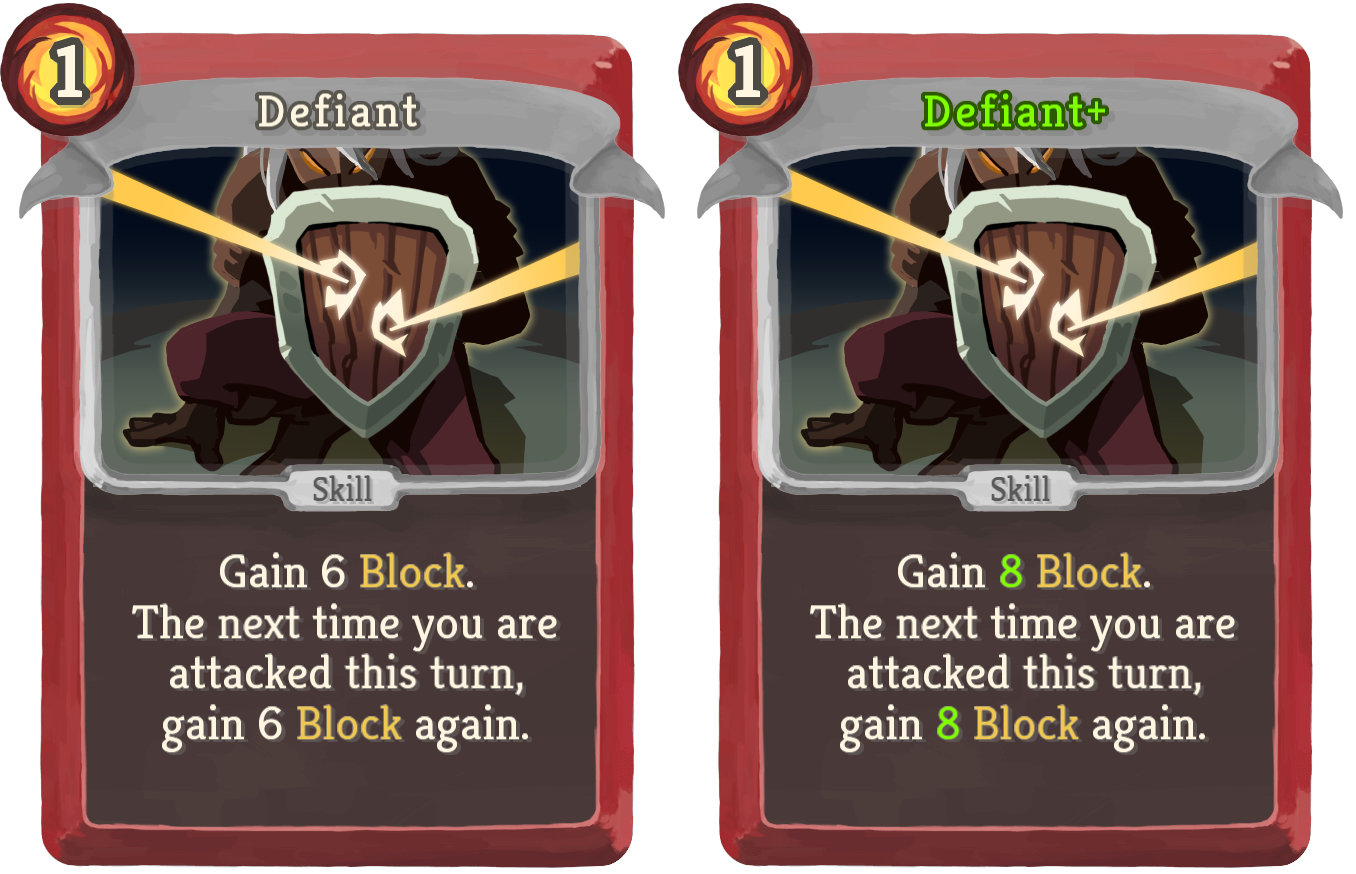 1
Defiant
Skill
Gain 6 Block.
The next time you are
attacked this turn,
gain 6 Block again.
1
Defiant+
Skill
Gain 8 Block.
The next time you are
attacked this turn,
gain 8 Block again.